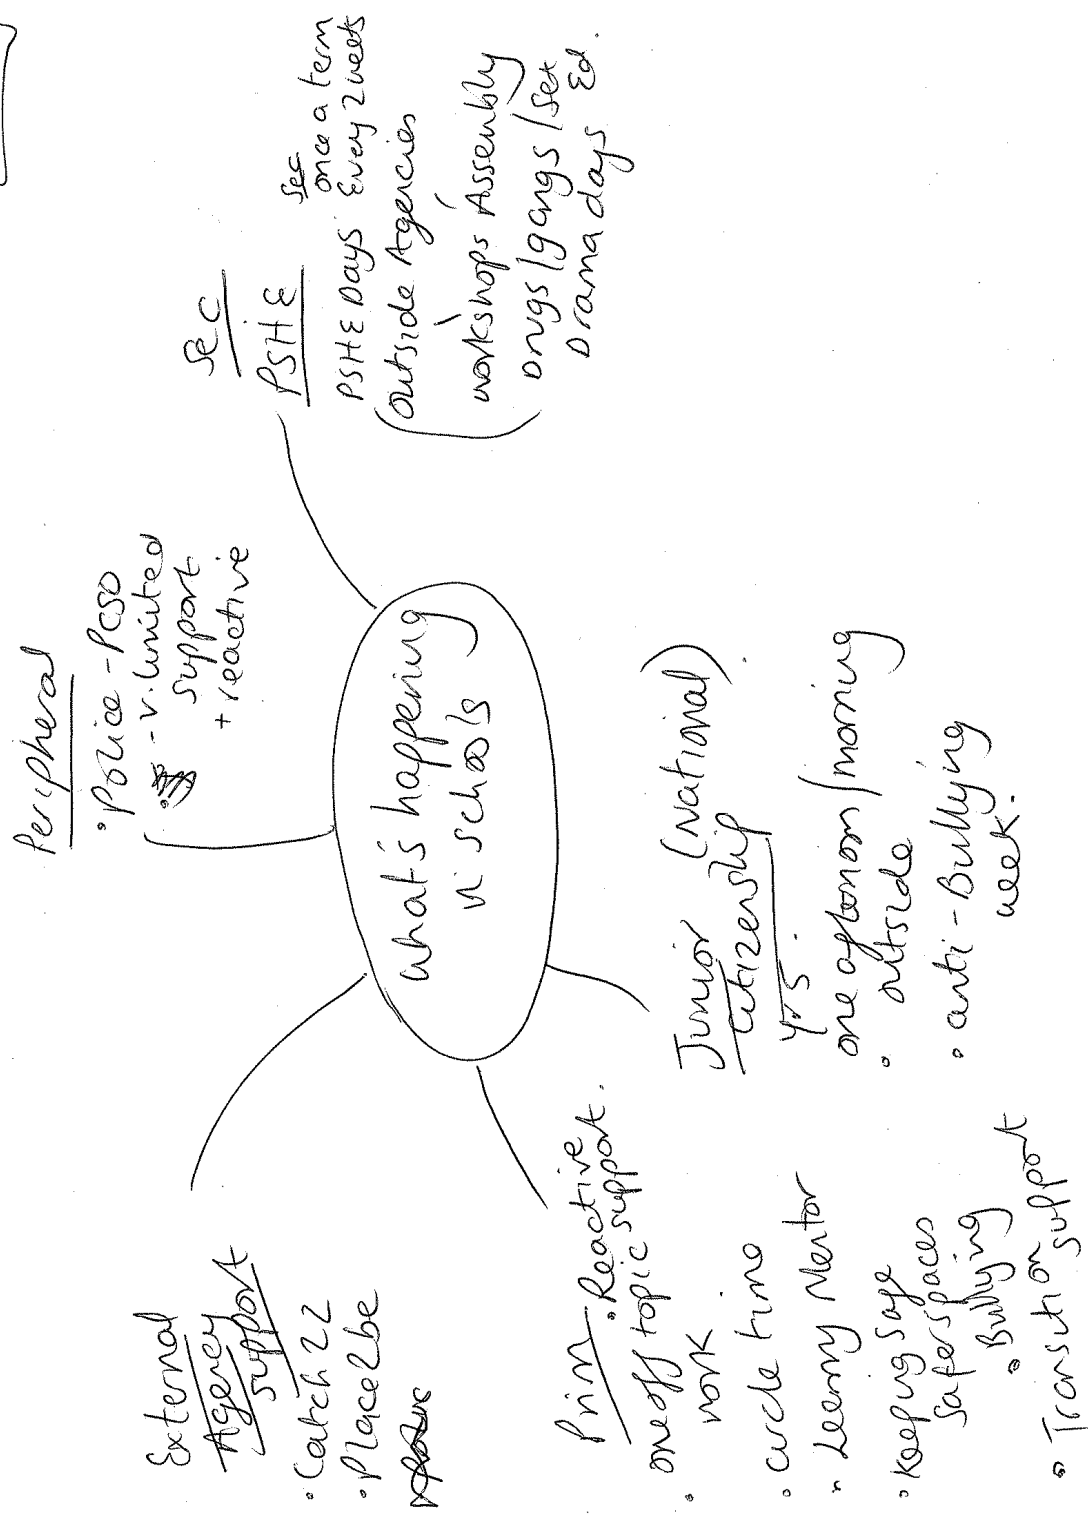 Peripheral
• Police - PCSO
• - v. limited
support
+ reactive
Sec
PSHE
Sec
once a term
PSHE Days Every 2 weeks
Outside Agencies
workshops Assembly
Drugs / gangs / Sex
Ed.
Drama days
what's happening
in schools
External
Agency
support
• Catch 22
• Place2be
Prim
• Reactive
support.
• one off topic
work
• circle time
• Learning Mentor
• Keeping Safe
Safer spaces
• Bullying
• Transition
support
Junior (National)
Citizenship
Yr 5.
one afternoon / morning
• outside
• anti-Bullying
week.